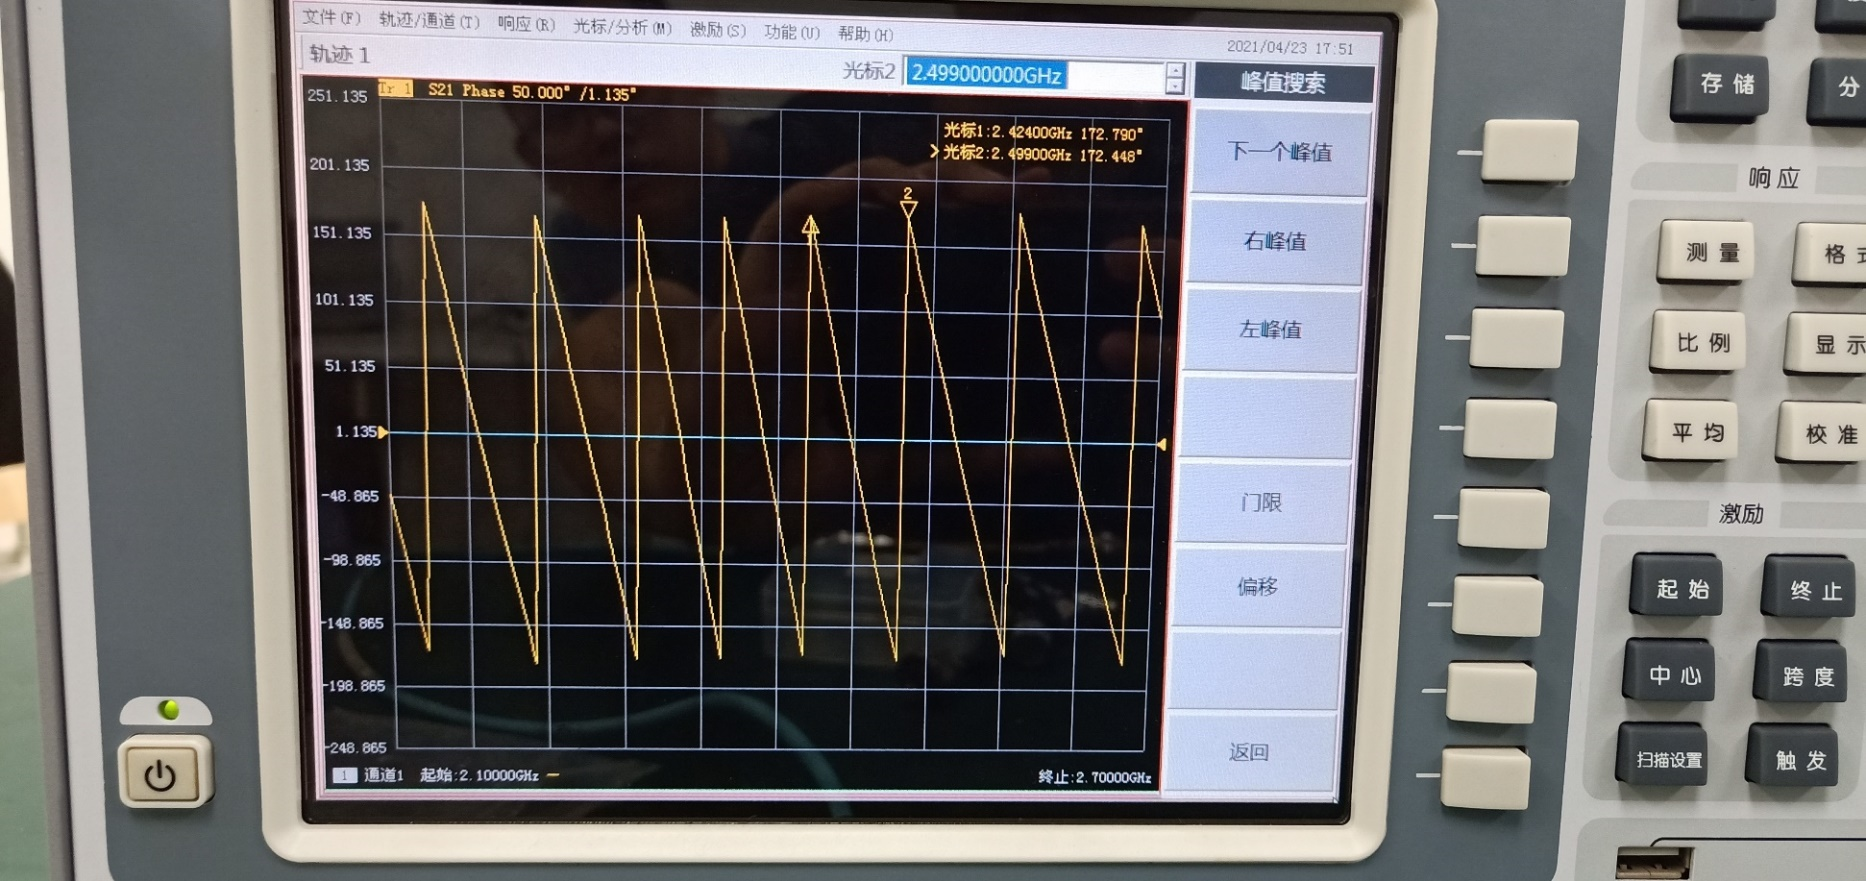 文件(F) 轨迹/通道(T) 响应(R) 光标/分析(M) 激励(S) 功能(U) 帮助(H)
2021/04/23 17:51
轨迹 1
光标2 2.499000000GHz
峰值搜索
Tr 1 S21 Phase 50.000° /1.135°
光标1:2.42400GHz 172.790°
>光标2:2.49900GHz 172.448°
2
251.135
201.135
151.135
101.135
51.135
1.135
-48.865
-98.865
-148.865
-198.865
-248.865
1 通道1 起始:2.10000GHz
终止:2.70000GHz
下一个峰值
右峰值
左峰值
门限
偏移
返回
存储
分
响应
测量
格
比例
显示
平均
校准
激励
起始
终止
中心
跨度
扫描设置
触发